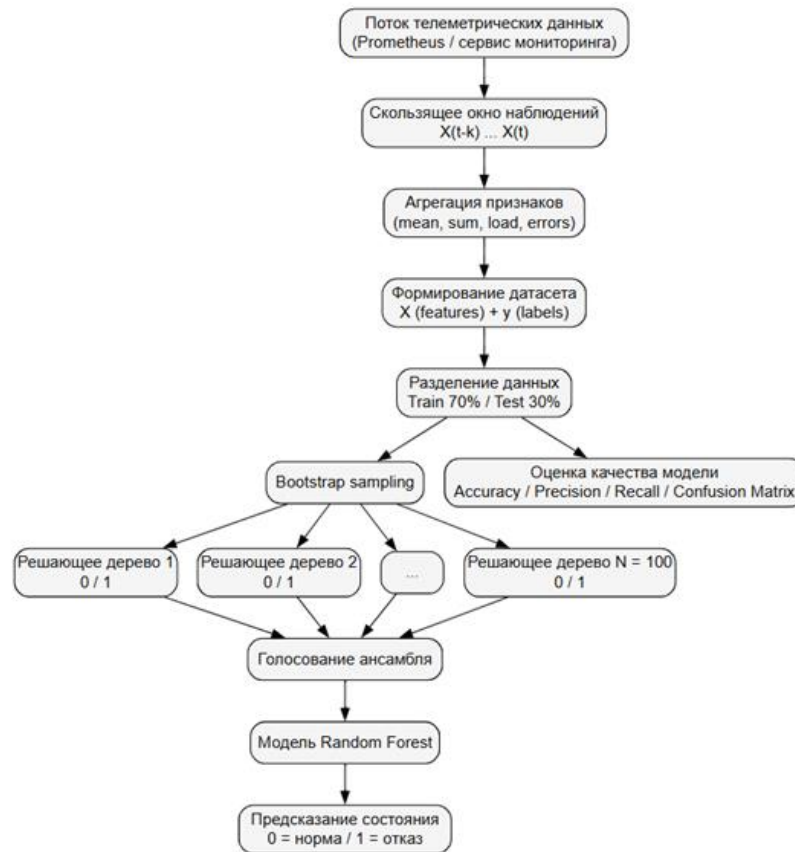 Поток телеметрических данных
(Prometheus / сервис мониторинга)
Скользящее окно наблюдений
X(t-k) ... X(t)
Агрегация признаков
(mean, sum, load, errors)
Формирование датасета
X (features) + y (labels)
Разделение данных
Train 70% / Test 30%
Bootstrap sampling
Оценка качества модели
Accuracy / Precision / Recall / Confusion Matrix
Решающее дерево 1
0 / 1
Решающее дерево 2
0 / 1
...
Решающее дерево N = 100
0 / 1
Голосование ансамбля
Модель Random Forest
Предсказание состояния
0 = норма / 1 = отказ